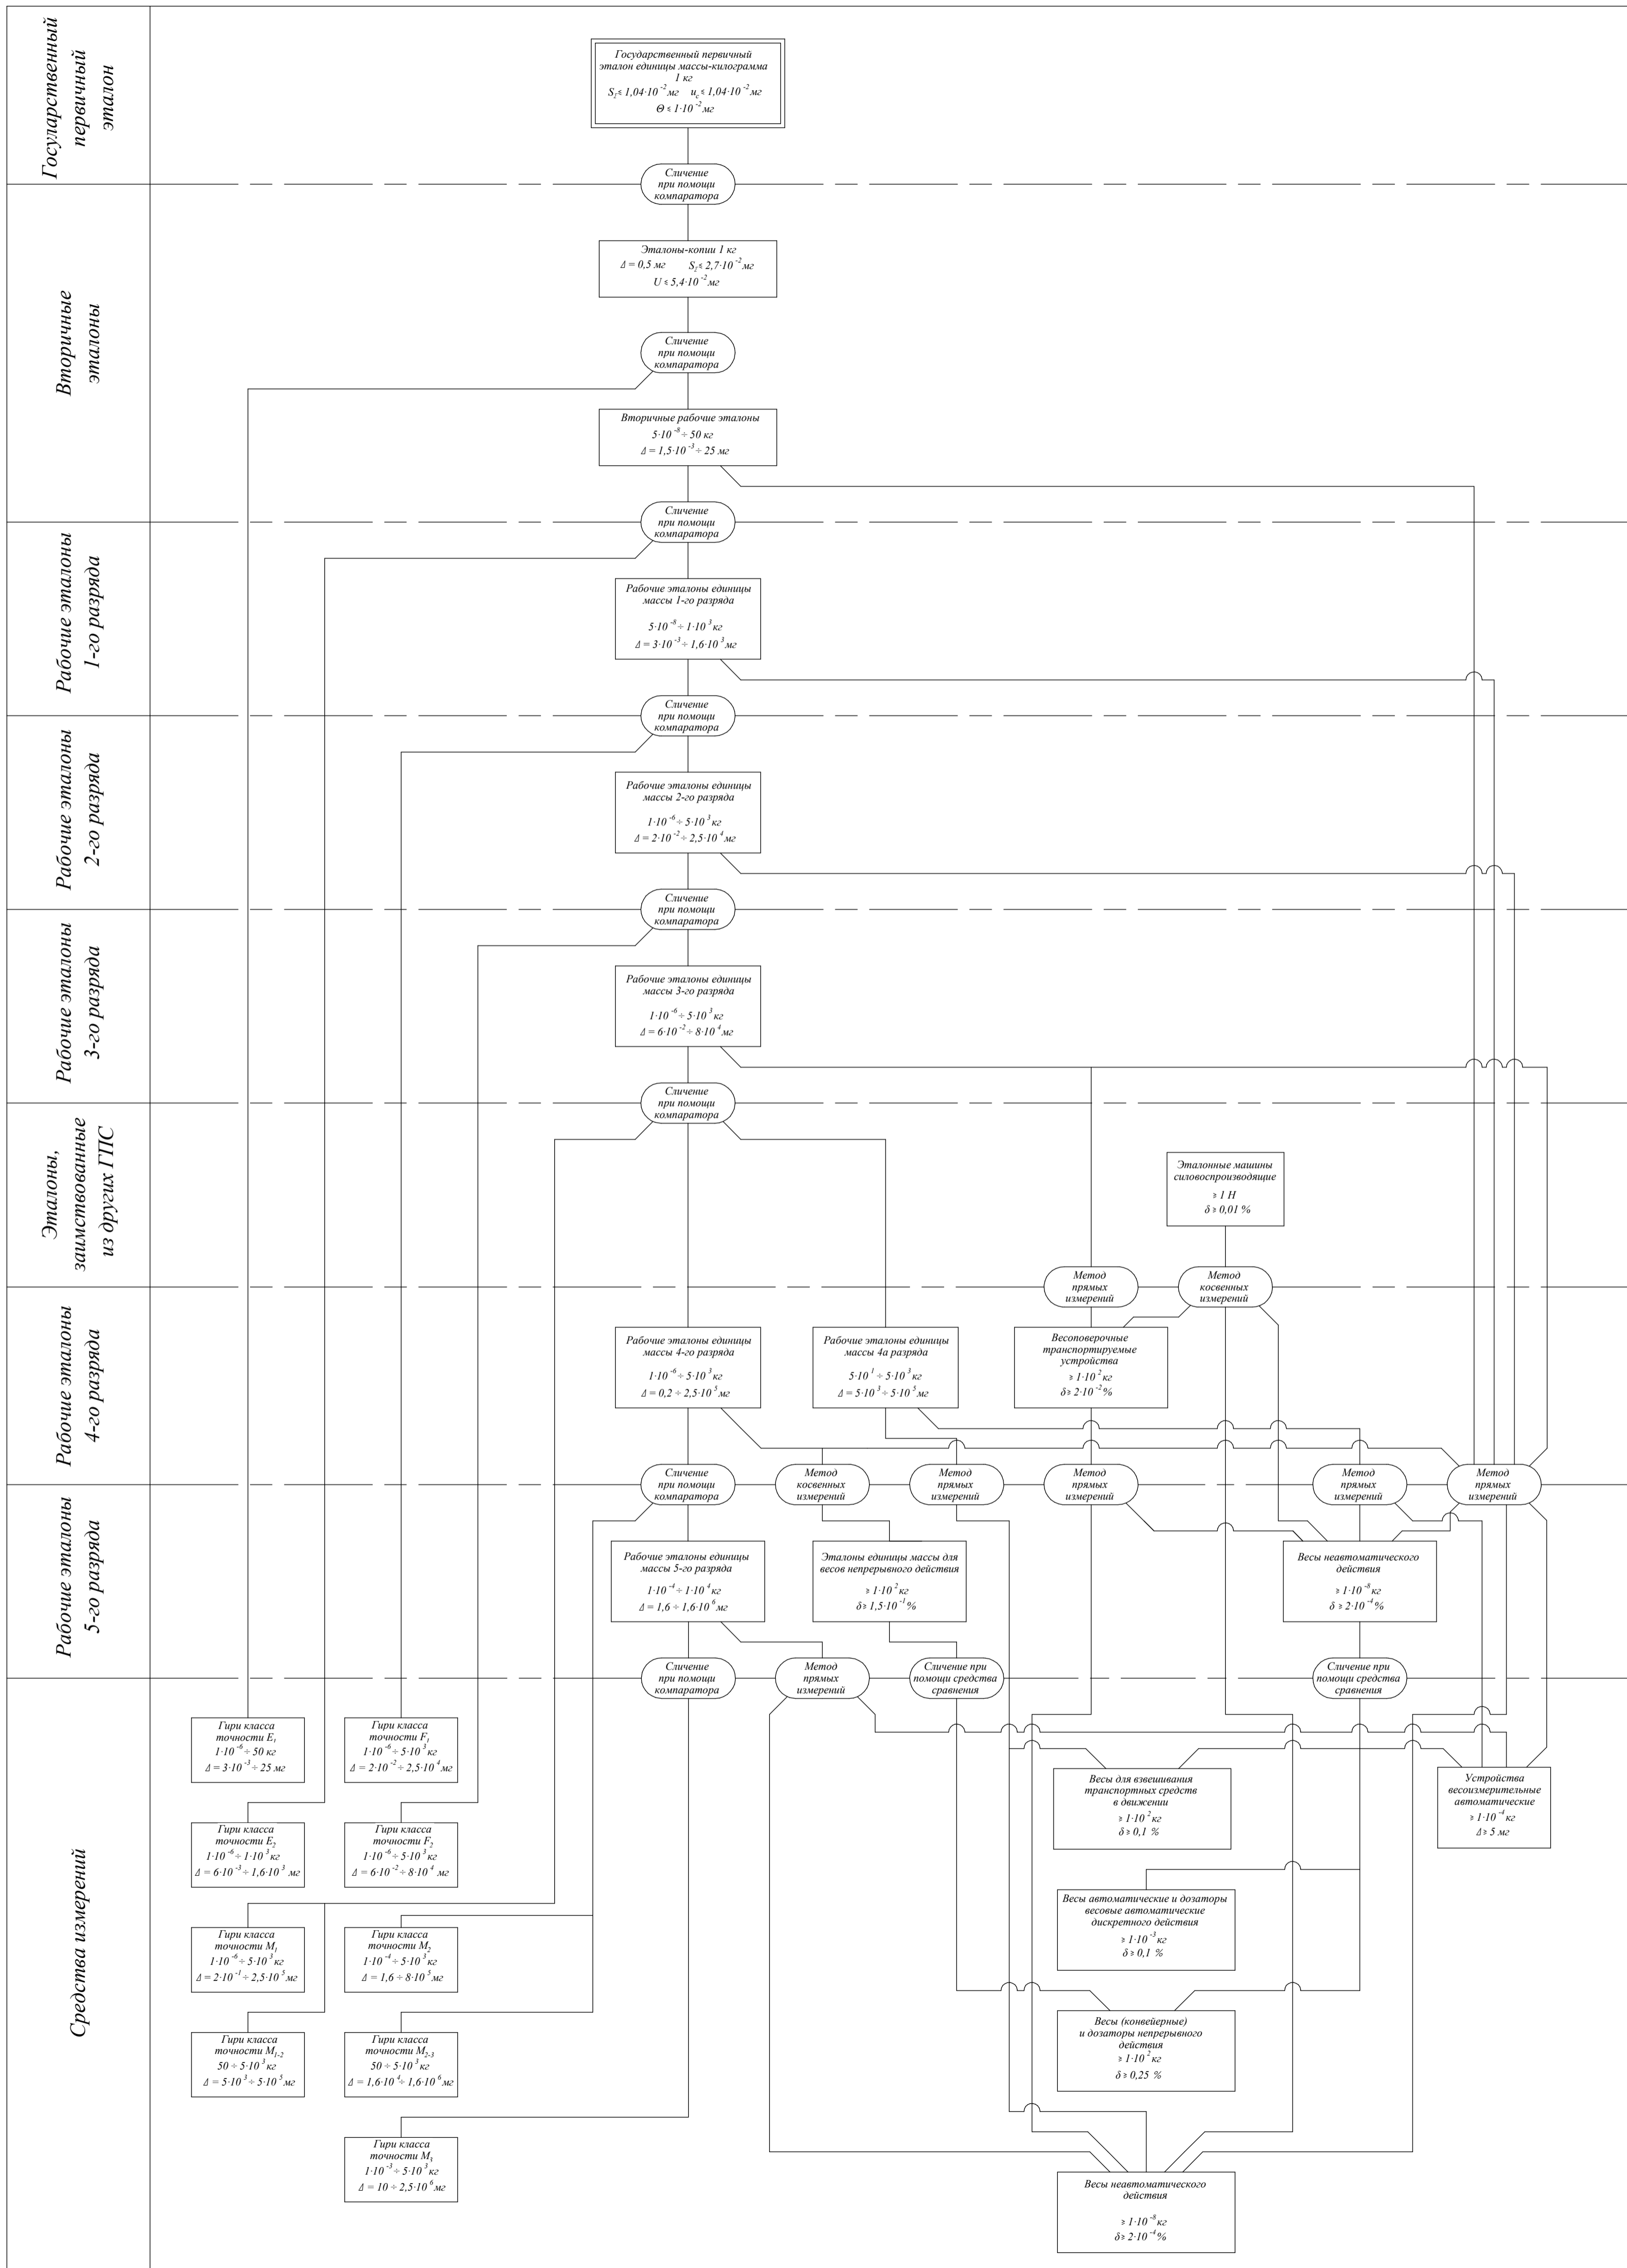 Госуларственный
первичный
эталон
Государственный первичный
эталон единицы массы-килограмма
1 кг
S_Σ ≤ 1,04·10⁻² мг u_c ≤ 1,04·10⁻² мг
Θ ≤ 1·10⁻² мг
Сличение
при помощи
компаратора
Вторичные
эталоны
Эталоны-копии 1 кг
Δ = 0,5 мг S_Σ ≤ 2,7·10⁻² мг
U ≤ 5,4·10⁻² мг
Сличение
при помощи
компаратора
Вторичные рабочие эталоны
5·10⁻⁸ ÷ 50 кг
Δ = 1,5·10⁻³ ÷ 25 мг
Сличение
при помощи
компаратора
Рабочие эталоны
1-го разряда
Рабочие эталоны единицы
массы 1-го разряда
5·10⁻⁸ ÷ 1·10³ кг
Δ = 3·10⁻³ ÷ 1,6·10³ мг
Сличение
при помощи
компаратора
Рабочие эталоны
2-го разряда
Рабочие эталоны единицы
массы 2-го разряда
1·10⁻⁶ ÷ 5·10³ кг
Δ = 2·10⁻² ÷ 2,5·10⁴ мг
Сличение
при помощи
компаратора
Рабочие эталоны
3-го разряда
Рабочие эталоны единицы
массы 3-го разряда
1·10⁻⁶ ÷ 5·10³ кг
Δ = 6·10⁻² ÷ 8·10⁴ мг
Сличение
при помощи
компаратора
Эталоны,
заимствованные
из других ГПС
Эталонные машины
силовоспроизводящие
≥ 1 Н
δ ≥ 0,01 %
Метод
прямых
измерений
Метод
косвенных
измерений
Рабочие эталоны
4-го разряда
Рабочие эталоны единицы
массы 4-го разряда
1·10⁻⁶ ÷ 5·10³ кг
Δ = 0,2 ÷ 2,5·10⁵ мг
Рабочие эталоны единицы
массы 4а разряда
5·10¹ ÷ 5·10³ кг
Δ = 5·10³ ÷ 5·10⁵ мг
Весоповерочные
транспортируемые
устройства
≥ 1·10² кг
δ ≥ 2·10⁻² %
Сличение
при помощи
компаратора
Метод
косвенных
измерений
Метод
прямых
измерений
Метод
прямых
измерений
Метод
прямых
измерений
Метод
прямых
измерений
Рабочие эталоны
5-го разряда
Рабочие эталоны единицы
массы 5-го разряда
1·10⁻⁴ ÷ 1·10⁴ кг
Δ = 1,6 ÷ 1,6·10⁶ мг
Эталоны единицы массы для
весов непрерывного действия
≥ 1·10² кг
δ ≥ 1,5·10⁻¹ %
Весы неавтоматического
действия
≥ 1·10⁻⁸ кг
δ ≥ 2·10⁻⁴ %
Сличение
при помощи
компаратора
Метод
прямых
измерений
Сличение при
помощи средства
сравнения
Сличение при
помощи средства
сравнения
Средства измерений
Гири класса
точности E₁
1·10⁻⁶ ÷ 50 кг
Δ = 3·10⁻³ ÷ 25 мг
Гири класса
точности F₁
1·10⁻⁶ ÷ 5·10³ кг
Δ = 2·10⁻² ÷ 2,5·10⁴ мг
Весы для взвешивания
транспортных средств
в движении
≥ 1·10² кг
δ ≥ 0,1 %
Устройства
весоизмерительные
автоматические
≥ 1·10⁻⁴ кг
Δ ≥ 5 мг
Гири класса
точности E₂
1·10⁻⁶ ÷ 1·10³ кг
Δ = 6·10⁻³ ÷ 1,6·10³ мг
Гири класса
точности F₂
1·10⁻⁶ ÷ 5·10³ кг
Δ = 6·10⁻² ÷ 8·10⁴ мг
Весы автоматические и дозаторы
весовые автоматические
дискретного действия
≥ 1·10⁻³ кг
δ ≥ 0,1 %
Гири класса
точности M₁
1·10⁻⁶ ÷ 5·10³ кг
Δ = 2·10⁻¹ ÷ 2,5·10⁵ мг
Гири класса
точности M₂
1·10⁻⁴ ÷ 5·10³ кг
Δ = 1,6 ÷ 8·10⁵ мг
Весы (конвейерные)
и дозаторы непрерывного
действия
≥ 1·10² кг
δ ≥ 0,25 %
Гири класса
точности M₁₋₂
50 ÷ 5·10³ кг
Δ = 5·10³ ÷ 5·10⁵ мг
Гири класса
точности M₂₋₃
50 ÷ 5·10³ кг
Δ = 1,6·10⁴ ÷ 1,6·10⁶ мг
Гири класса
точности M₃
1·10⁻³ ÷ 5·10³ кг
Δ = 10 ÷ 2,5·10⁶ мг
Весы неавтоматического
действия
≥ 1·10⁻⁸ кг
δ ≥ 2·10⁻⁴ %